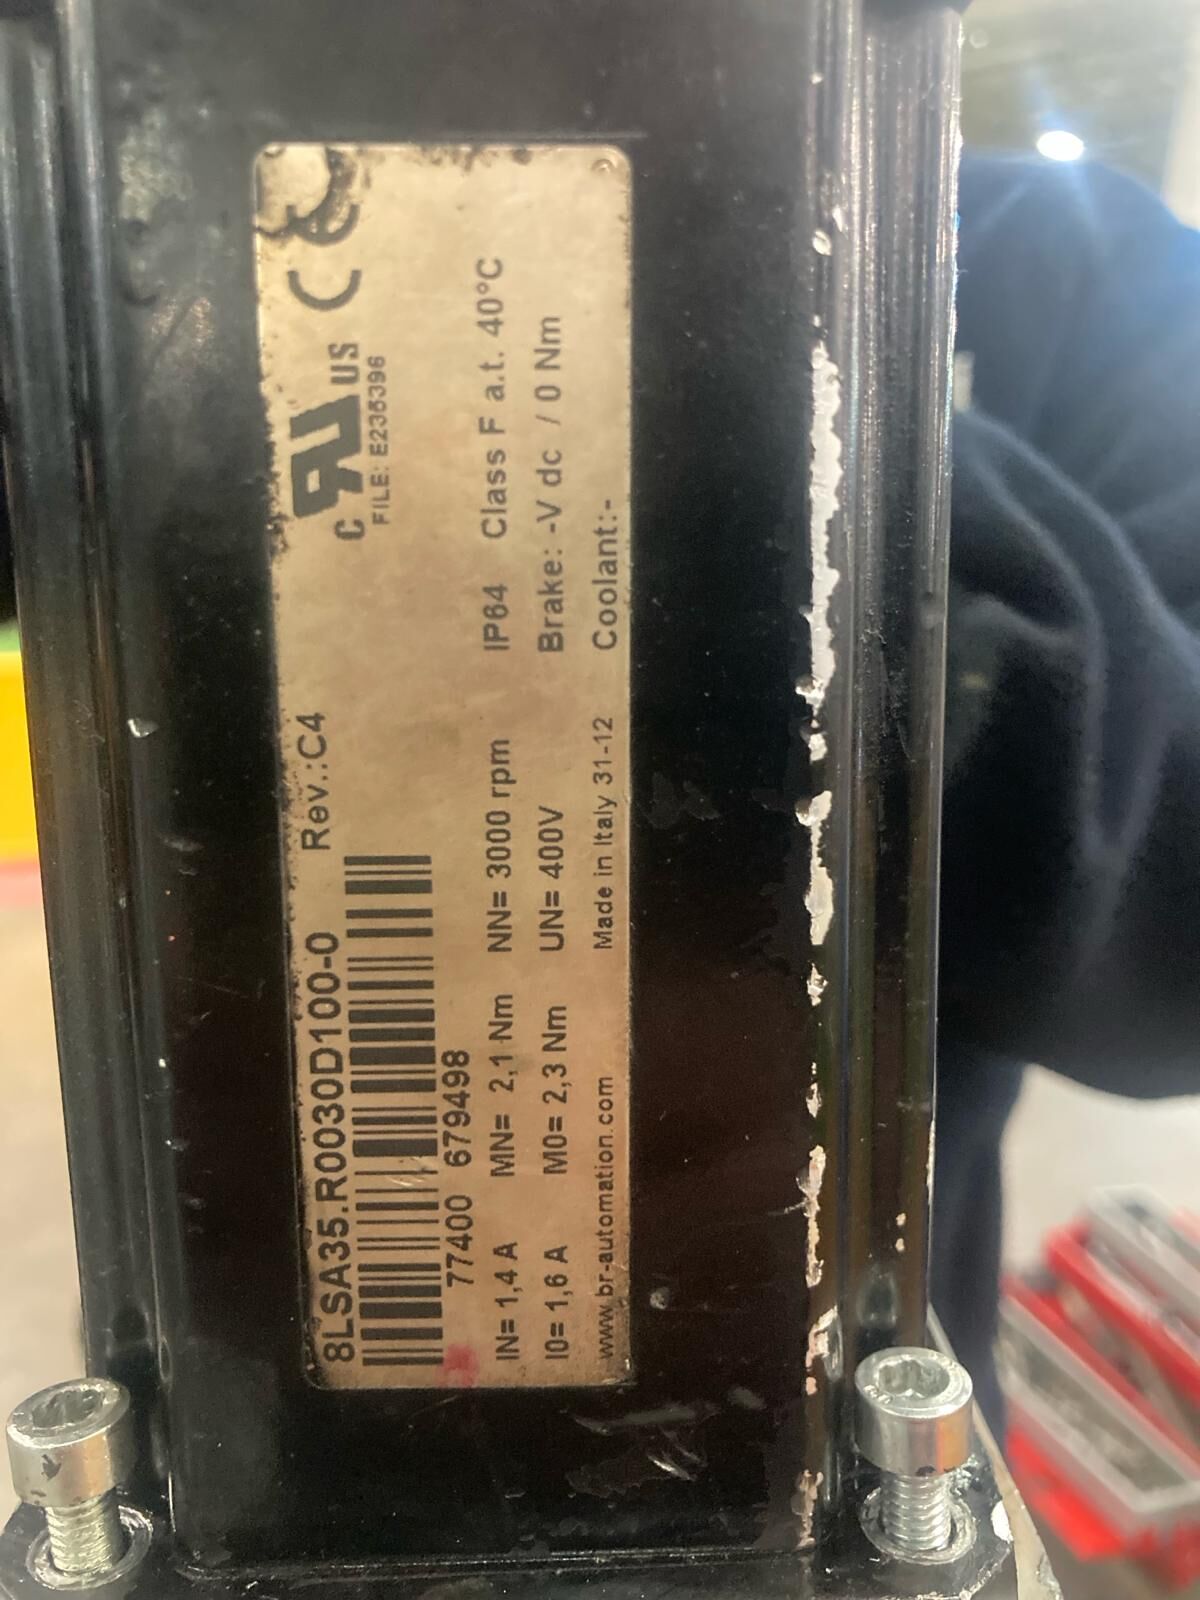 8LSA35.R0030D100-0 Rev.:C4
c RU US CE
FILE: E235396
77400 679498
IN= 1,4 A MN= 2,1 Nm NN= 3000 rpm IP64 Class F a.t. 40°C
I0= 1,6 A M0= 2,3 Nm UN= 400V Brake: -V dc / 0 Nm
www.br-automation.com Made in Italy 31-12 Coolant:-